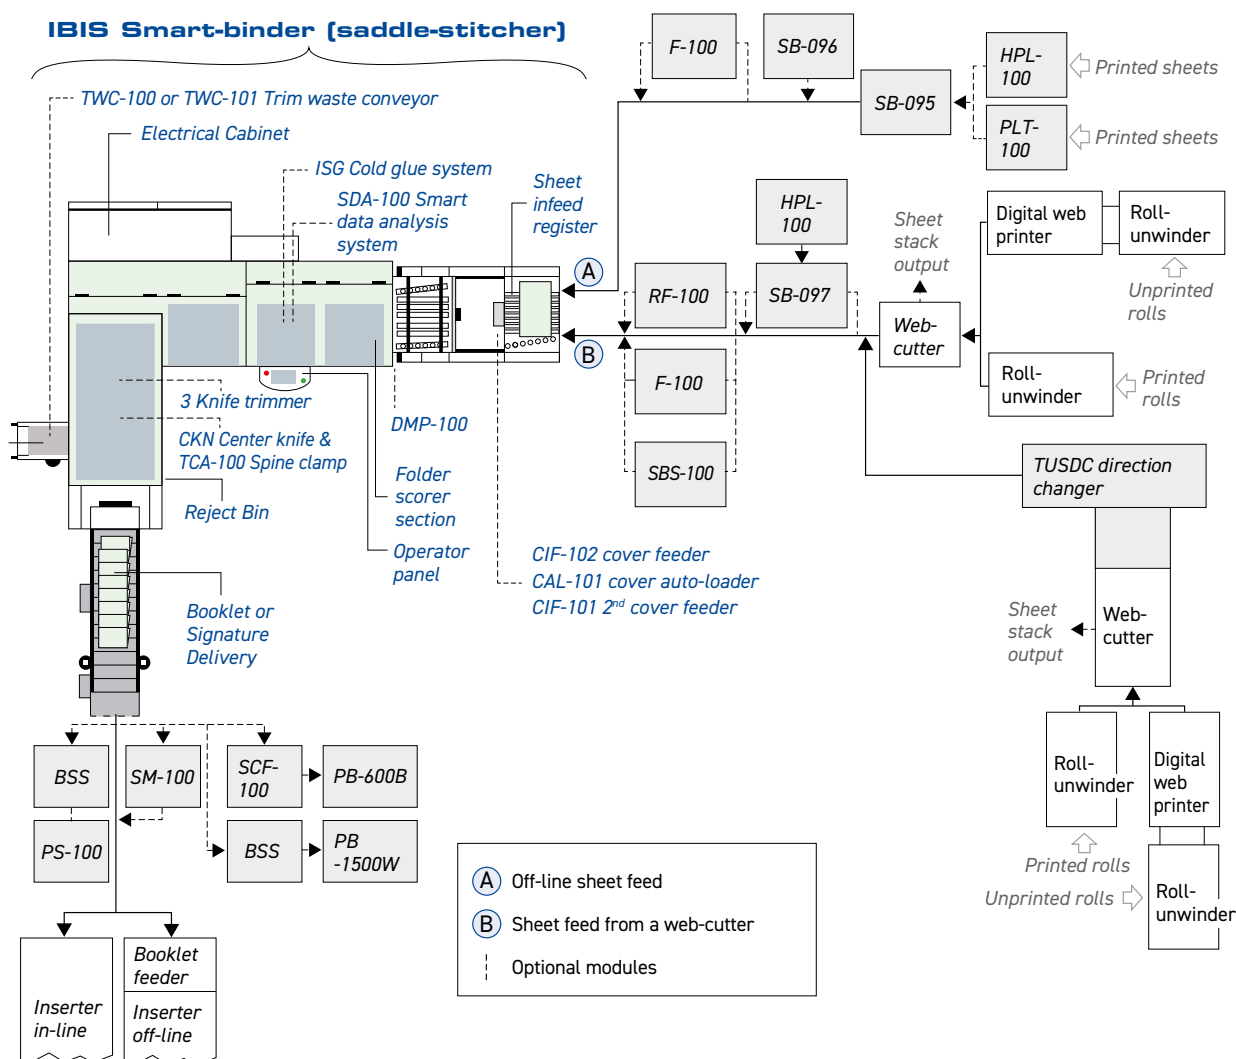 IBIS Smart-binder (saddle-stitcher)
TWC-100 or TWC-101 Trim waste conveyor
Electrical Cabinet
ISG Cold glue system
SDA-100 Smart
data analysis
system
Sheet
infeed
register
F-100
SB-096
SB-095
HPL-
100
Printed sheets
PLT-
100
Printed sheets
HPL-
100
Sheet
stack
output
Digital web
printer
Roll-
unwinder
Unprinted
rolls
A
RF-100
SB-097
Web-
cutter
B
F-100
Roll-
unwinder
Printed
rolls
3 Knife trimmer
CKN Center knife &
TCA-100 Spine clamp
DMP-100
Reject Bin
Folder
scorer
section
SBS-100
TUSDC direction
changer
Operator
panel
CIF-102 cover feeder
CAL-101 cover auto-loader
CIF-101 2nd cover feeder
Booklet or
Signature
Delivery
Sheet
stack
output
Web-
cutter
BSS
SM-100
SCF-
100
PB-600B
PS-100
BSS
PB
-1500W
Roll-
unwinder
Digital
web
printer
Printed rolls
Unprinted rolls
Roll-
unwinder
A Off-line sheet feed
B Sheet feed from a web-cutter
Optional modules
Inserter
in-line
Booklet
feeder
Inserter
off-line